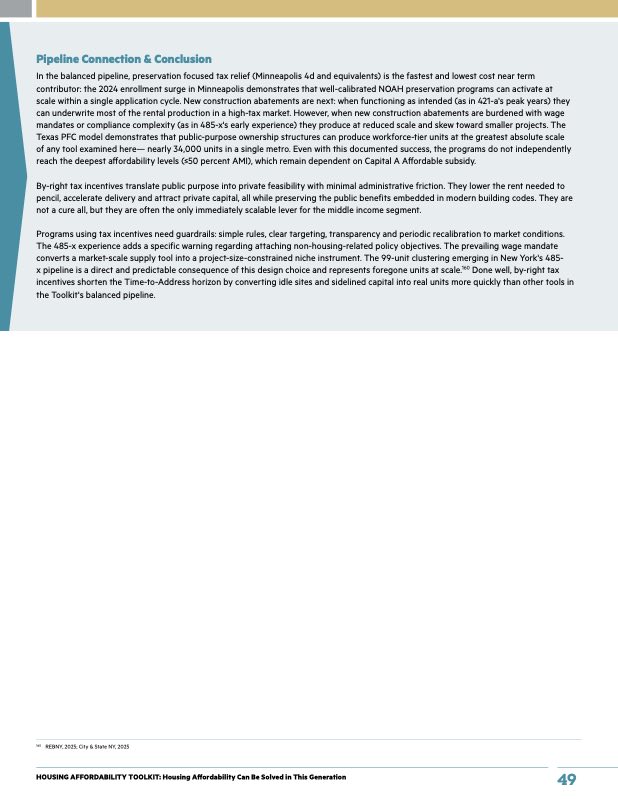 Pipeline Connection & Conclusion
In the balanced pipeline, preservation focused tax relief (Minneapolis 4d and equivalents) is the fastest and lowest cost near term
contributor: the 2024 enrollment surge in Minneapolis demonstrates that well-calibrated NOAH preservation programs can activate at
scale within a single application cycle. New construction abatements are next: when functioning as intended (as in 421-a's peak years) they
can underwrite most of the rental production in a high-tax market. However, when new construction abatements are burdened with wage
mandates or compliance complexity (as in 485-x's early experience) they produce at reduced scale and skew toward smaller projects. The
Texas PFC model demonstrates that public-purpose ownership structures can produce workforce-tier units at the greatest absolute scale
of any tool examined here— nearly 34,000 units in a single metro. Even with this documented success, the programs do not independently
reach the deepest affordability levels (≤50 percent AMI), which remain dependent on Capital A Affordable subsidy.
By-right tax incentives translate public purpose into private feasibility with minimal administrative friction. They lower the rent needed to
pencil, accelerate delivery and attract private capital, all while preserving the public benefits embedded in modern building codes. They are
not a cure all, but they are often the only immediately scalable lever for the middle income segment.
Programs using tax incentives need guardrails: simple rules, clear targeting, transparency and periodic recalibration to market conditions.
The 485-x experience adds a specific warning regarding attaching non-housing-related policy objectives. The prevailing wage mandate
converts a market-scale supply tool into a project-size-constrained niche instrument. The 99-unit clustering emerging in New York's 485-
x pipeline is a direct and predictable consequence of this design choice and represents foregone units at scale.160 Done well, by-right tax
incentives shorten the Time-to-Address horizon by converting idle sites and sidelined capital into real units more quickly than other tools in
the Toolkit's balanced pipeline.
REBNY, 2025; City & State NY, 2025
HOUSING AFFORDABILITY TOOLKIT: Housing Affordability Can Be Solved in This Generation
49